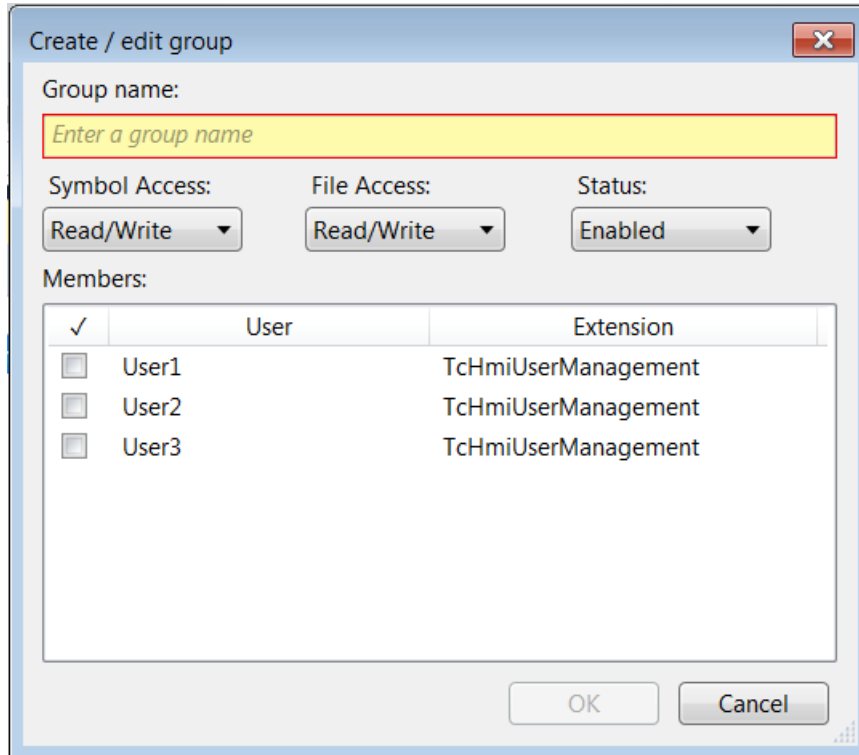 Create / edit group
Group name:
Enter a group name
Symbol Access: File Access: Status:
Read/Write Read/Write Enabled
Members:
✓ User Extension
User1 TcHmiUserManagement
User2 TcHmiUserManagement
User3 TcHmiUserManagement
OK Cancel